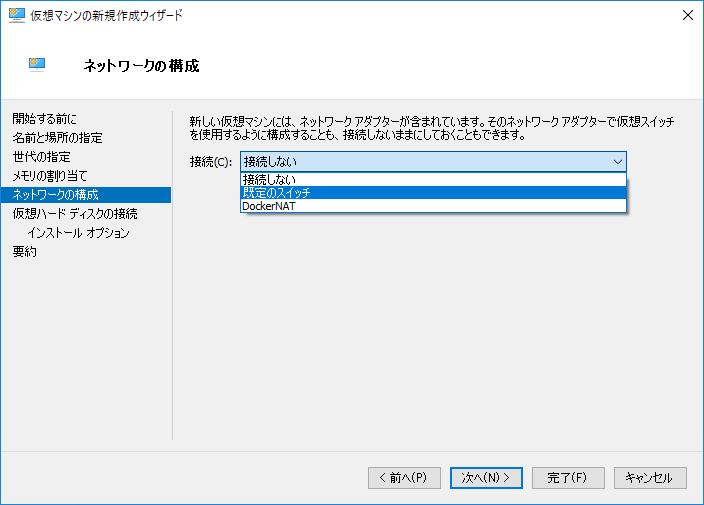 仮想マシンの新規作成ウィザード
ネットワークの構成
開始する前に
名前と場所の指定
世代の指定
メモリの割り当て
ネットワークの構成
仮想ハード ディスクの接続
インストール オプション
要約
新しい仮想マシンには、ネットワーク アダプターが含まれています。そのネットワーク アダプターで仮想スイッチ
を使用するように構成することも、接続しないままにしておくこともできます。
接続(C): 接続しない
接続しない
既定のスイッチ
DockerNAT
< 前へ(P) 次へ(N) > 完了(F) キャンセル